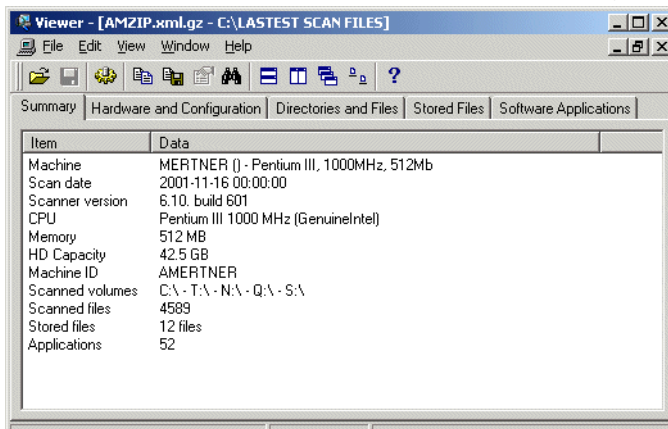 Viewer - [AMZIP.xml.gz - C:\LASTEST SCAN FILES]
File Edit View Window Help
Summary Hardware and Configuration Directories and Files Stored Files Software Applications
Item Data
Machine MERTNER () - Pentium III, 1000MHz, 512Mb
Scan date 2001-11-16 00:00:00
Scanner version 6.10. build 601
CPU Pentium III 1000 MHz (GenuineIntel)
Memory 512 MB
HD Capacity 42.5 GB
Machine ID AMERTNER
Scanned volumes C:\ - T:\ - N:\ - Q:\ - S:\
Scanned files 4589
Stored files 12 files
Applications 52